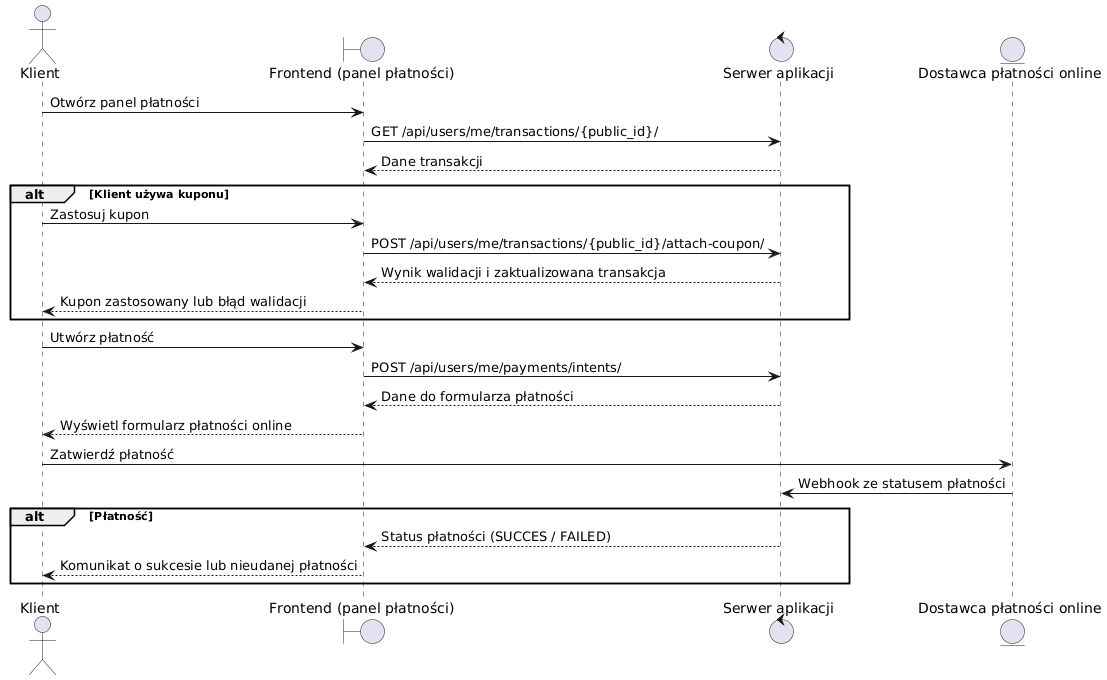 Klient
Frontend (panel płatności)
Serwer aplikacji
Dostawca płatności online
Otwórz panel płatności
GET /api/users/me/transactions/{public_id}/
Dane transakcji
alt [Klient używa kuponu]
Zastosuj kupon
POST /api/users/me/transactions/{public_id}/attach-coupon/
Wynik walidacji i zaktualizowana transakcja
Kupon zastosowany lub błąd walidacji
Utwórz płatność
POST /api/users/me/payments/intents/
Dane do formularza płatności
Wyświetl formularz płatności online
Zatwierdź płatność
Webhook ze statusem płatności
alt [Płatność]
Status płatności (SUCCES / FAILED)
Komunikat o sukcesie lub nieudanej płatności
Klient
Frontend (panel płatności)
Serwer aplikacji
Dostawca płatności online